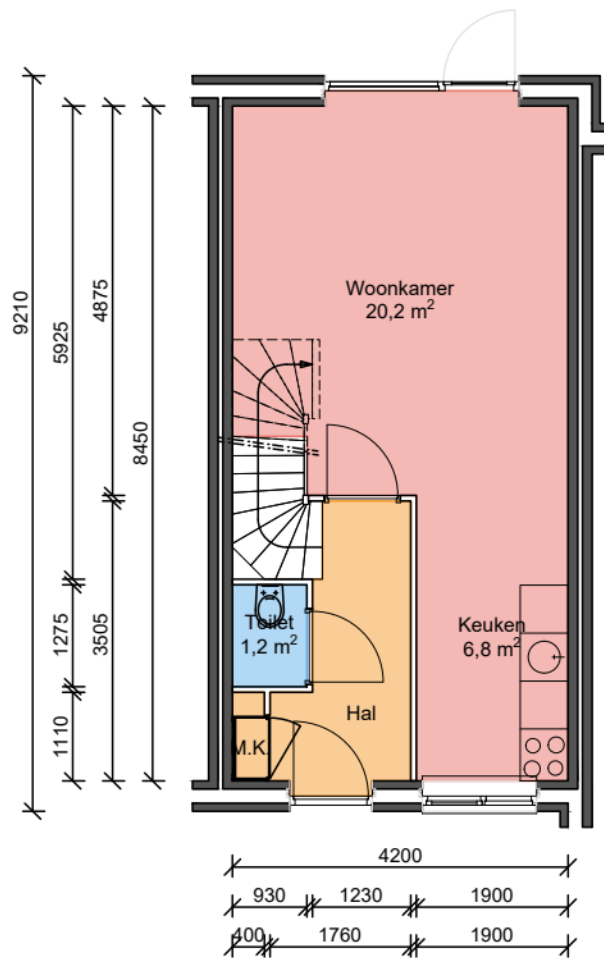 Woonkamer
20,2 m²
9210
5925
4875
8450
1275
3505
1110
Toilet
1,2 m²
Keuken
6,8 m²
Hal
M.K.
4200
930
1230
1900
400
1760
1900